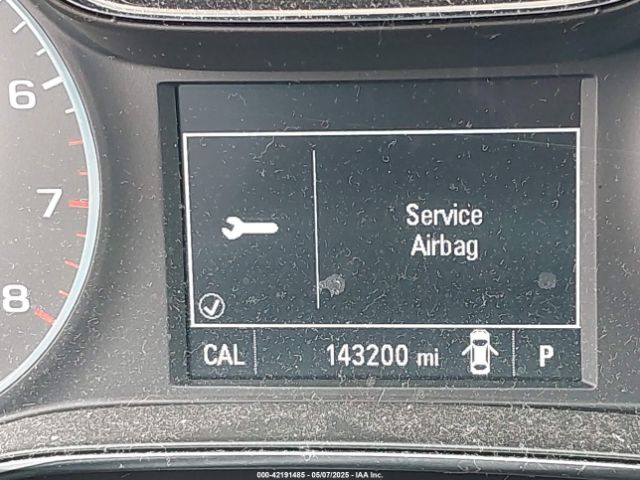 6
7
8
Service
Airbag
CAL
143200 mi
P
000-42191485 - 05/07/2025 - IAA Inc.